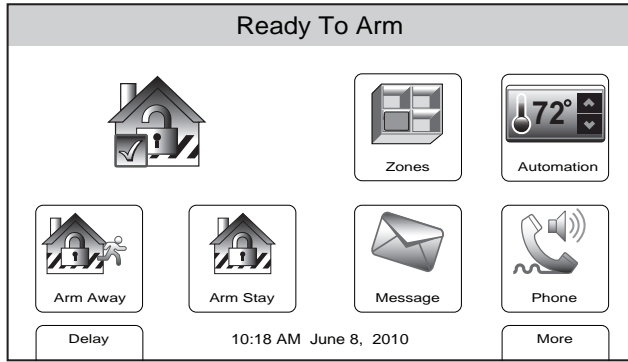 Ready To Arm
72°
Zones
Automation
Arm Away
Arm Stay
Message
Phone
Delay
10:18 AM June 8, 2010
More